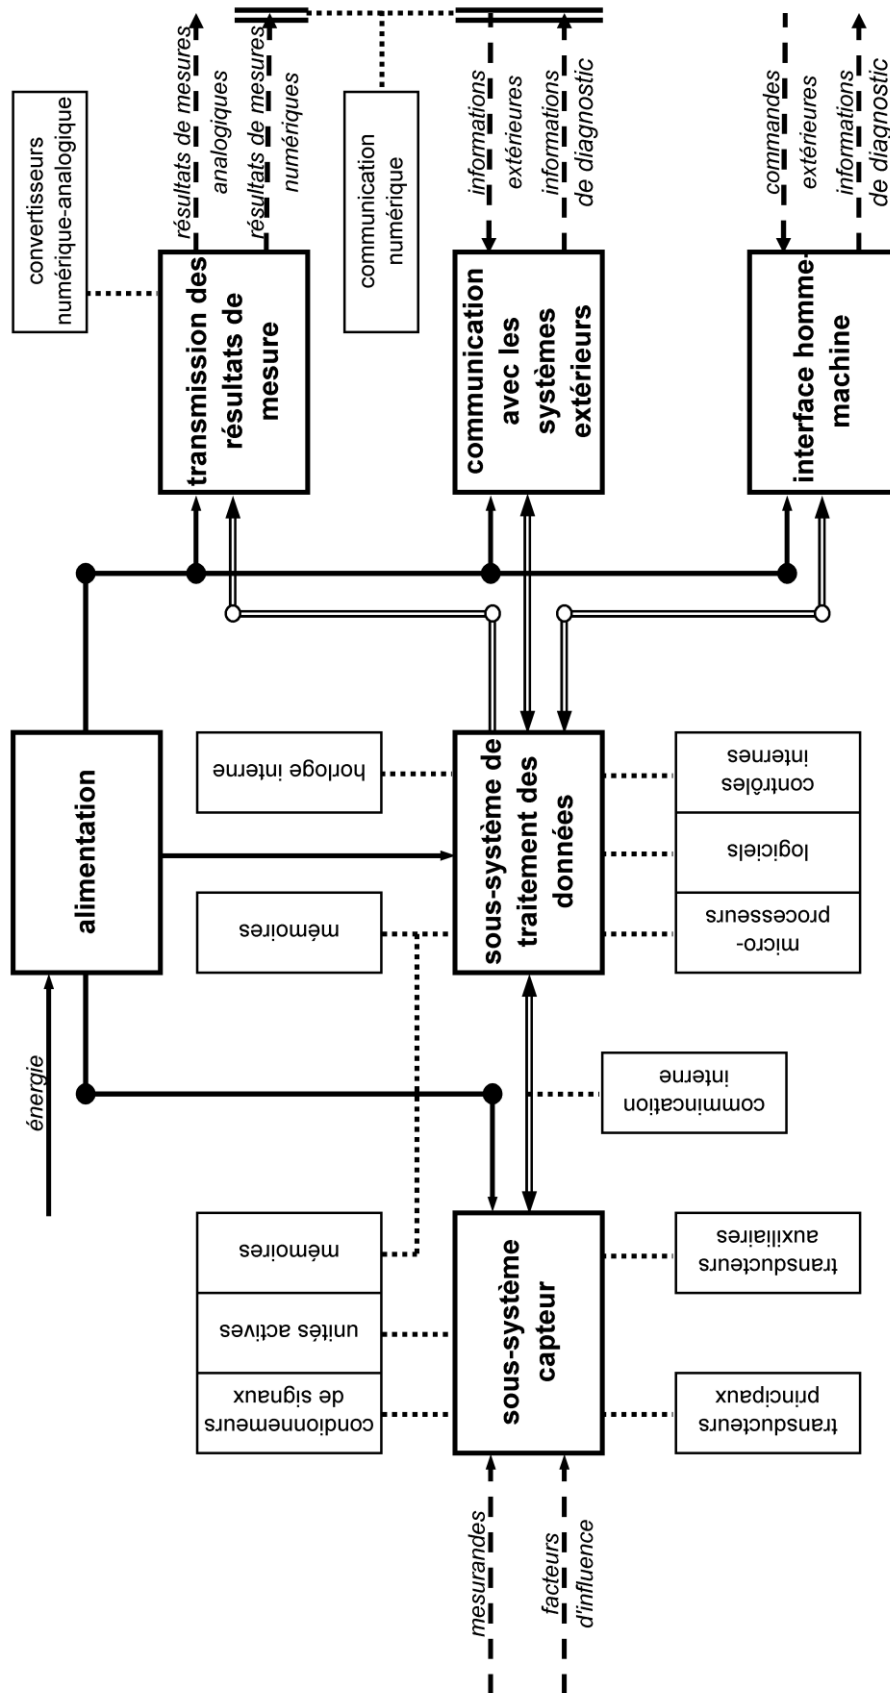 énergie
alimentation
convertisseurs
numérique-analogique
résultats de mesures
analogiques
résultats de mesures
numériques
transmission des
résultats de
mesure
condionnemeurs
de signaux
unités actives
mémoires
mémoires
horloge interne
communication
numérique
mesurandes
facteurs
d'influence
sous-système
capteur
sous-système de
traitement des
données
communication
avec les
systèmes
extérieurs
informations
extérieures
informations
de diagnostic
commincation
interne
transducteurs
principaux
transducteurs
auxiliaires
micro-
processeurs
logiciels
contrôles
internes
interface homme
machine
commandes
extérieures
informations
de diagnostic